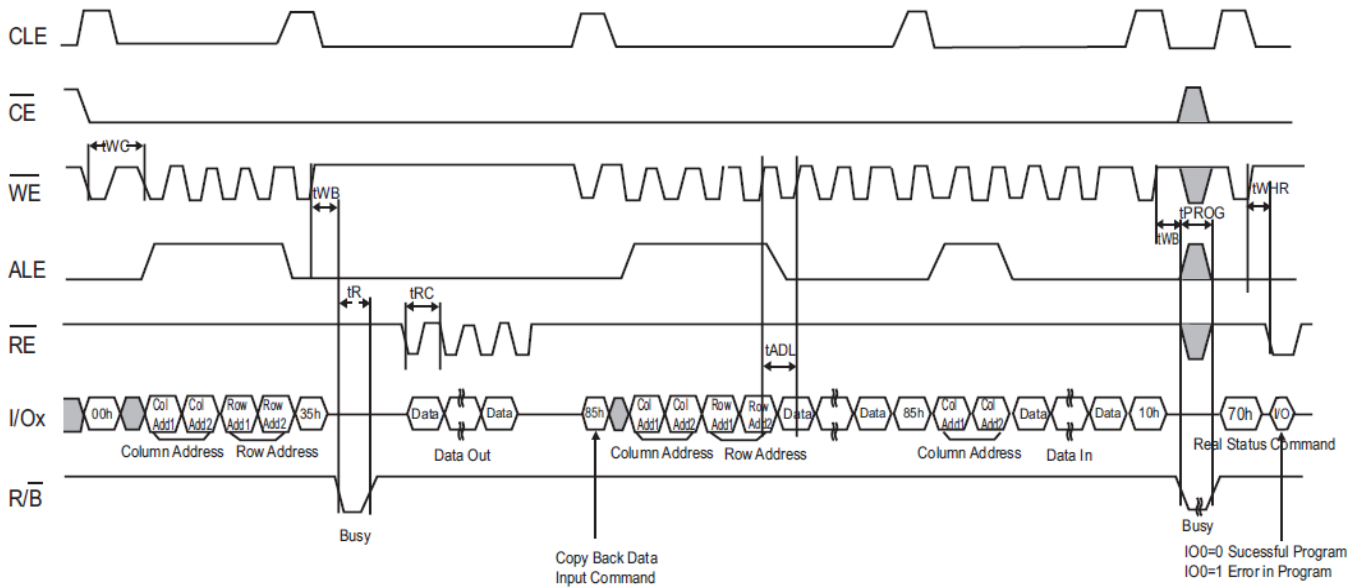 CLE
CE
tWC
WE
tWB
tWHR
tPROG
tWB
ALE
tR
tRC
RE
tADL
I/Ox
00h
Col Add1
Col Add2
Row Add1
Row Add2
35h
Data
Data
85h
Col Add1
Col Add2
Row Add1
Row Add2
Data
Data
85h
Col Add1
Col Add2
Data
Data
10h
70h
I/O
Column Address
Row Address
Data Out
Column Address
Row Address
Column Address
Data In
Real Status Command
R/B
Busy
Busy
Copy Back Data
Input Command
IO0=0 Sucessful Program
IO0=1 Error in Program